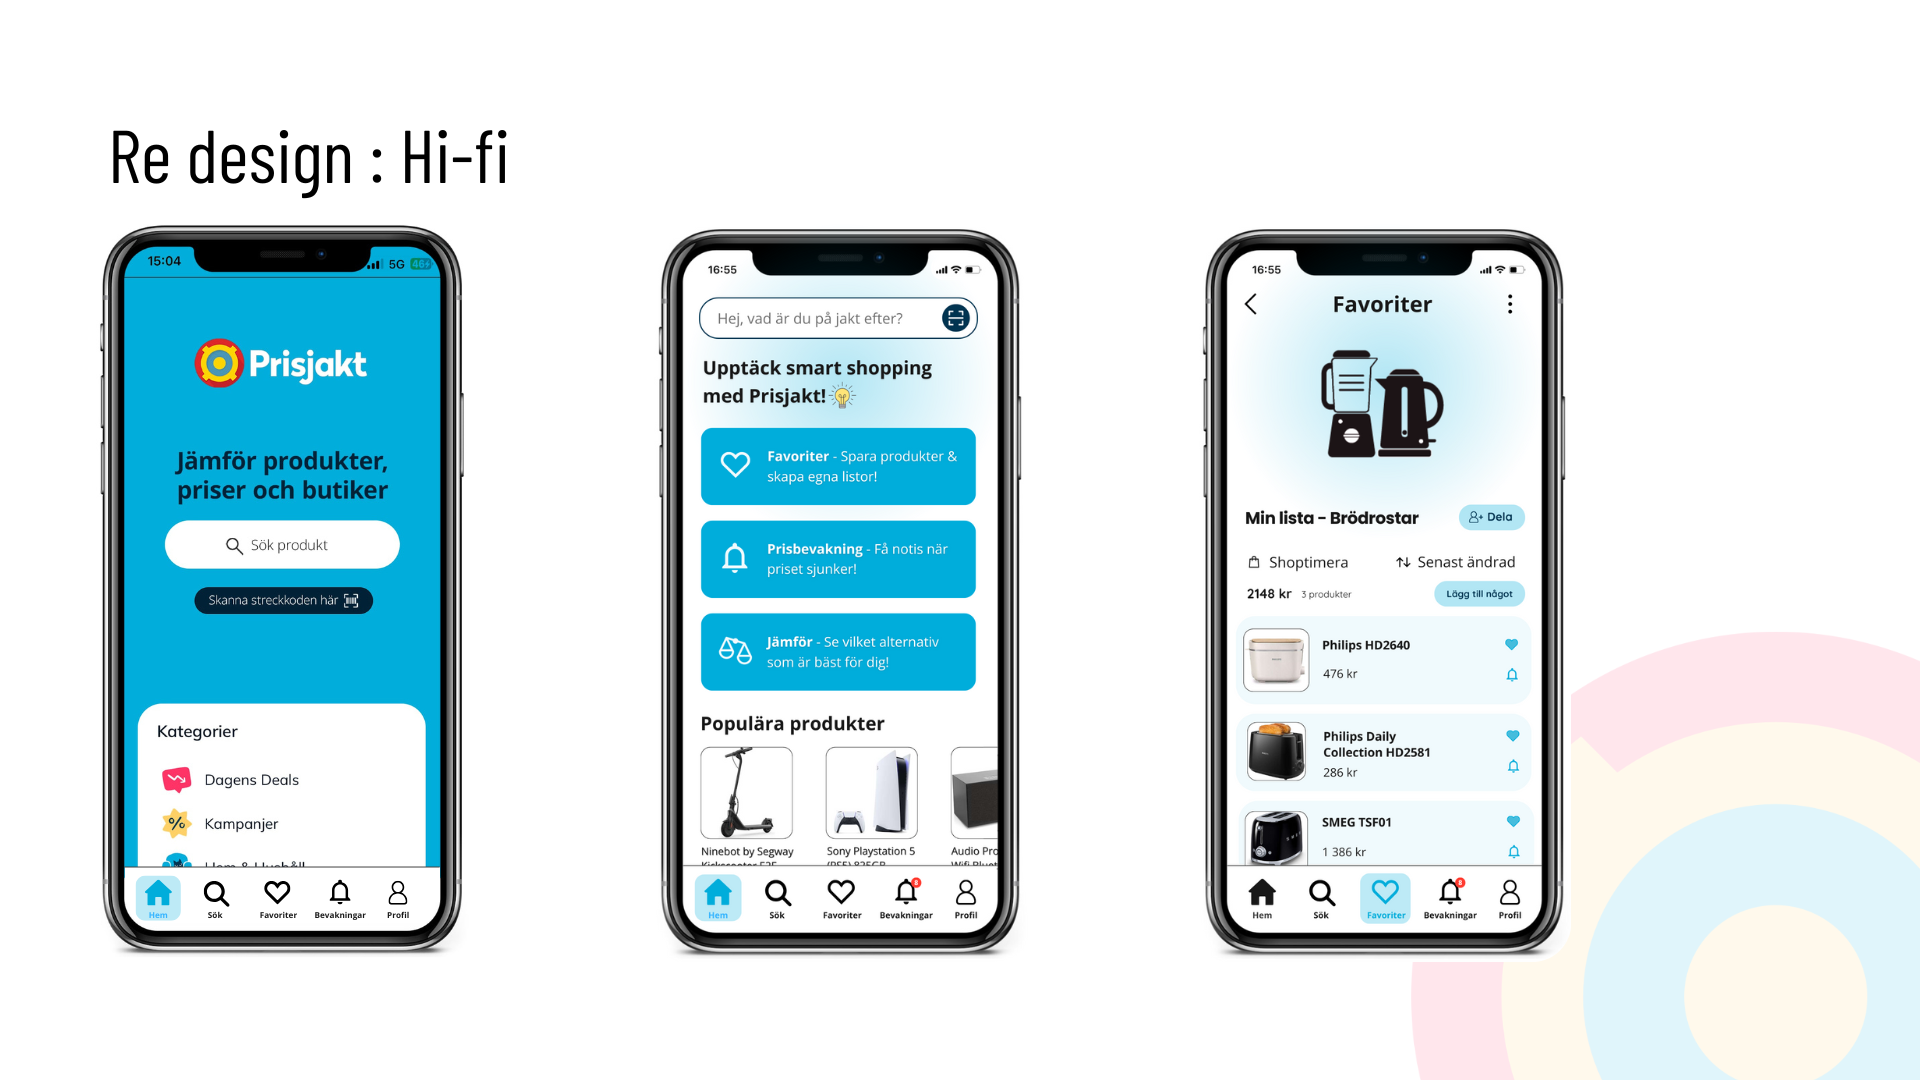 Re design : Hi-fi
15:04
5G
Prisjakt
Jämför produkter,
priser och butiker
Sök produkt
Skanna streckkoden här
Kategorier
Dagens Deals
%
Kampanjer
Hem
Sök
Favoriter
Bevakningar
Profil
16:55
Hej, vad är du på jakt efter?
Upptäck smart shopping
med Prisjakt!
Favoriter - Spara produkter &
skapa egna listor!
Prisbevakning - Få notis när
priset sjunker!
Jämför - Se vilket alternativ
som är bäst för dig!
Populära produkter
Ninebot by Segway
Sony Playstation 5
(PS5) 825GB
Audio Pro
Hem
Sök
Favoriter
8
Bevakningar
Profil
16:55
Favoriter
Min lista - Brödrostar
Dela
Shoptimera
Senast ändrad
2148 kr 3 produkter
Lägg till något
Philips HD2640
476 kr
Philips Daily
Collection HD2581
286 kr
SMEG TSF01
1 386 kr
Hem
Sök
Favoriter
8
Bevakningar
Profil